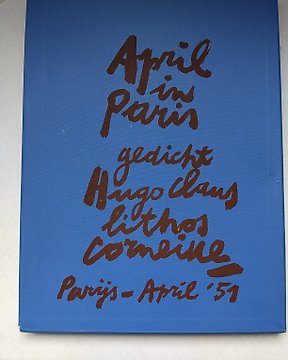 April
in
Paris
gedicht
Hugo Claus
lithos
corneille
Parijs - April '51